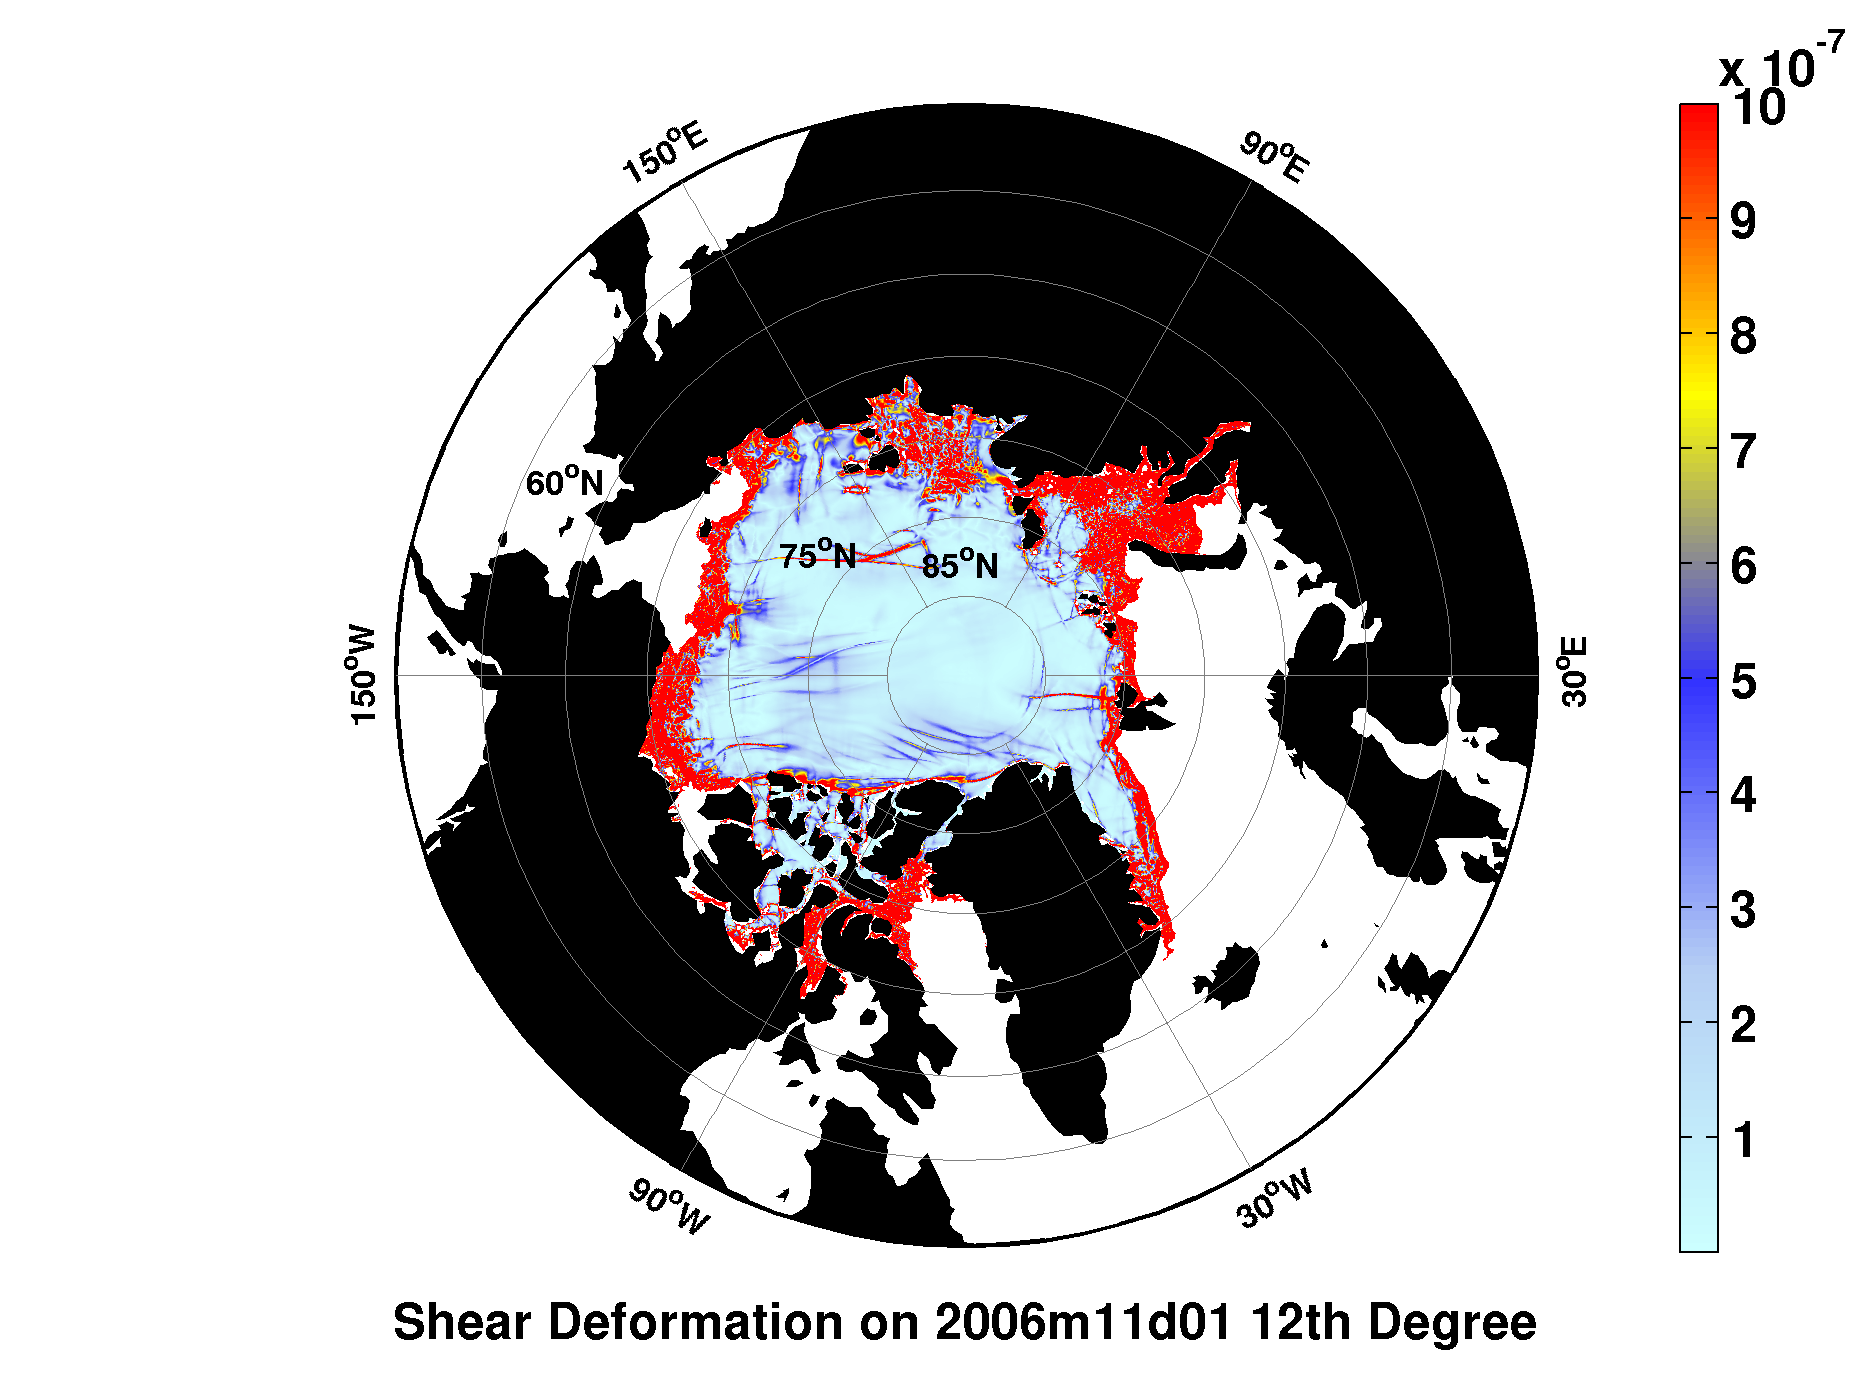 x 10-7
10
9
8
7
6
5
4
3
2
1
150oE
90oE
60oN
75oN
85oN
150oW
30oE
90oW
30oW
Shear Deformation on 2006m11d01 12th Degree